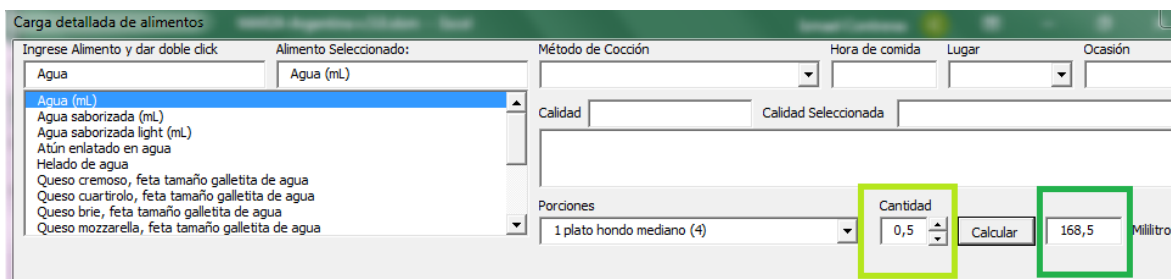 Carga detallada de alimentos
Ingrese Alimento y dar doble click
Alimento Seleccionado:
Método de Cocción
Hora de comida
Lugar
Ocasión
Agua
Agua (mL)
Agua (mL)
Agua saborizada (mL)
Agua saborizada light (mL)
Atún enlatado en agua
Helado de agua
Queso cremoso, feta tamaño galletita de agua
Queso cuartirolo, feta tamaño galletita de agua
Queso brie, feta tamaño galletita de agua
Queso mozzarella, feta tamaño galletita de agua
Calidad
Calidad Seleccionada
Porciones
Cantidad
1 plato hondo mediano (4)
0,5
Calcular
168,5
Mililitro